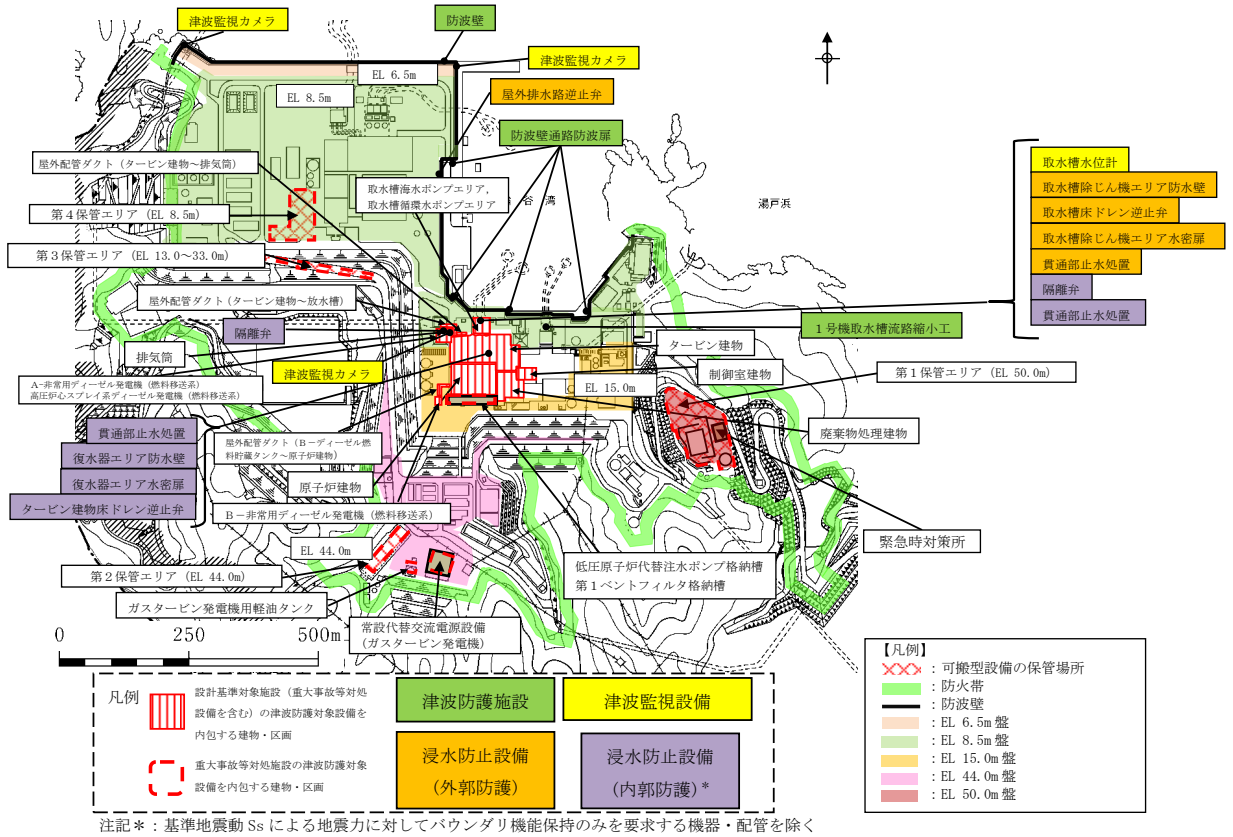 津波監視カメラ
防波壁
津波監視カメラ
EL 6.5m
EL 8.5m
屋外排水路逆止弁
防波壁通路防波扉
屋外配管ダクト（タービン建物～排気筒）
取水槽海水ポンプエリア，
取水槽循環水ポンプエリア
谷湾
湯戸浜
取水槽水位計
取水槽除じん機エリア防水壁
取水槽床ドレン逆止弁
取水槽除じん機エリア水密扉
貫通部止水処置
隔離弁
貫通部止水処置
第４保管エリア（EL 8.5m）
第３保管エリア（EL 13.0～33.0m）
屋外配管ダクト（タービン建物～放水槽）
隔離弁
１号機取水槽流路縮小工
排気筒
タービン建物
津波監視カメラ
制御室建物
第１保管エリア（EL 50.0m）
A-非常用ディーゼル発電機（燃料移送系）
高圧炉心スプレイ系ディーゼル発電機（燃料移送系）
EL 15.0m
貫通部止水処置
復水器エリア防水壁
復水器エリア水密扉
タービン建物床ドレン逆止弁
屋外配管ダクト（B－ディーゼル燃
料貯蔵タンク～原子炉建物）
廃棄物処理建物
原子炉建物
B－非常用ディーゼル発電機（燃料移送系）
緊急時対策所
EL 44.0m
第２保管エリア（EL 44.0m）
低圧原子炉代替注水ポンプ格納槽
第１ベントフィルタ格納槽
ガスタービン発電機用軽油タンク
常設代替交流電源設備
（ガスタービン発電機）
0 250 500m
【凡例】
：可搬型設備の保管場所
：防火帯
：防波壁
：EL 6.5m 盤
：EL 8.5m 盤
：EL 15.0m 盤
：EL 44.0m 盤
：EL 50.0m 盤
凡例
設計基準対象施設（重大事故等対処
設備を含む）の津波防護対象設備を
内包する建物・区画
重大事故等対処施設の津波防護対象
設備を内包する建物・区画
津波防護施設
津波監視設備
浸水防止設備
（外郭防護）
浸水防止設備
（内郭防護）*
注記＊：基準地震動 Ss による地震力に対してバウンダリ機能保持のみを要求する機器・配管を除く